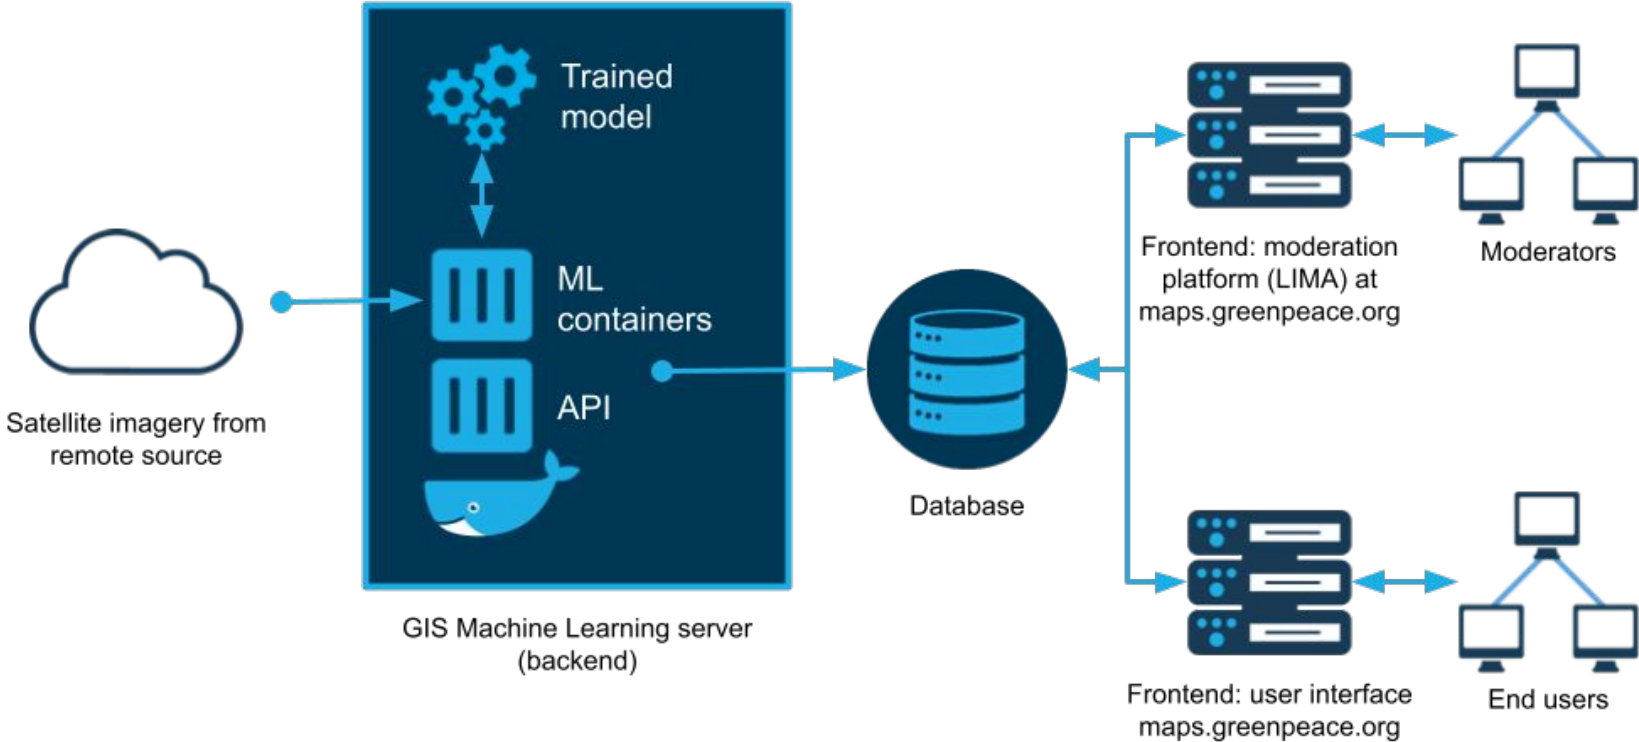 Trained
model
ML
containers
API
Satellite imagery from
remote source
GIS Machine Learning server
(backend)
Database
Frontend: moderation
platform (LIMA) at
maps.greenpeace.org
Moderators
Frontend: user interface
maps.greenpeace.org
End users